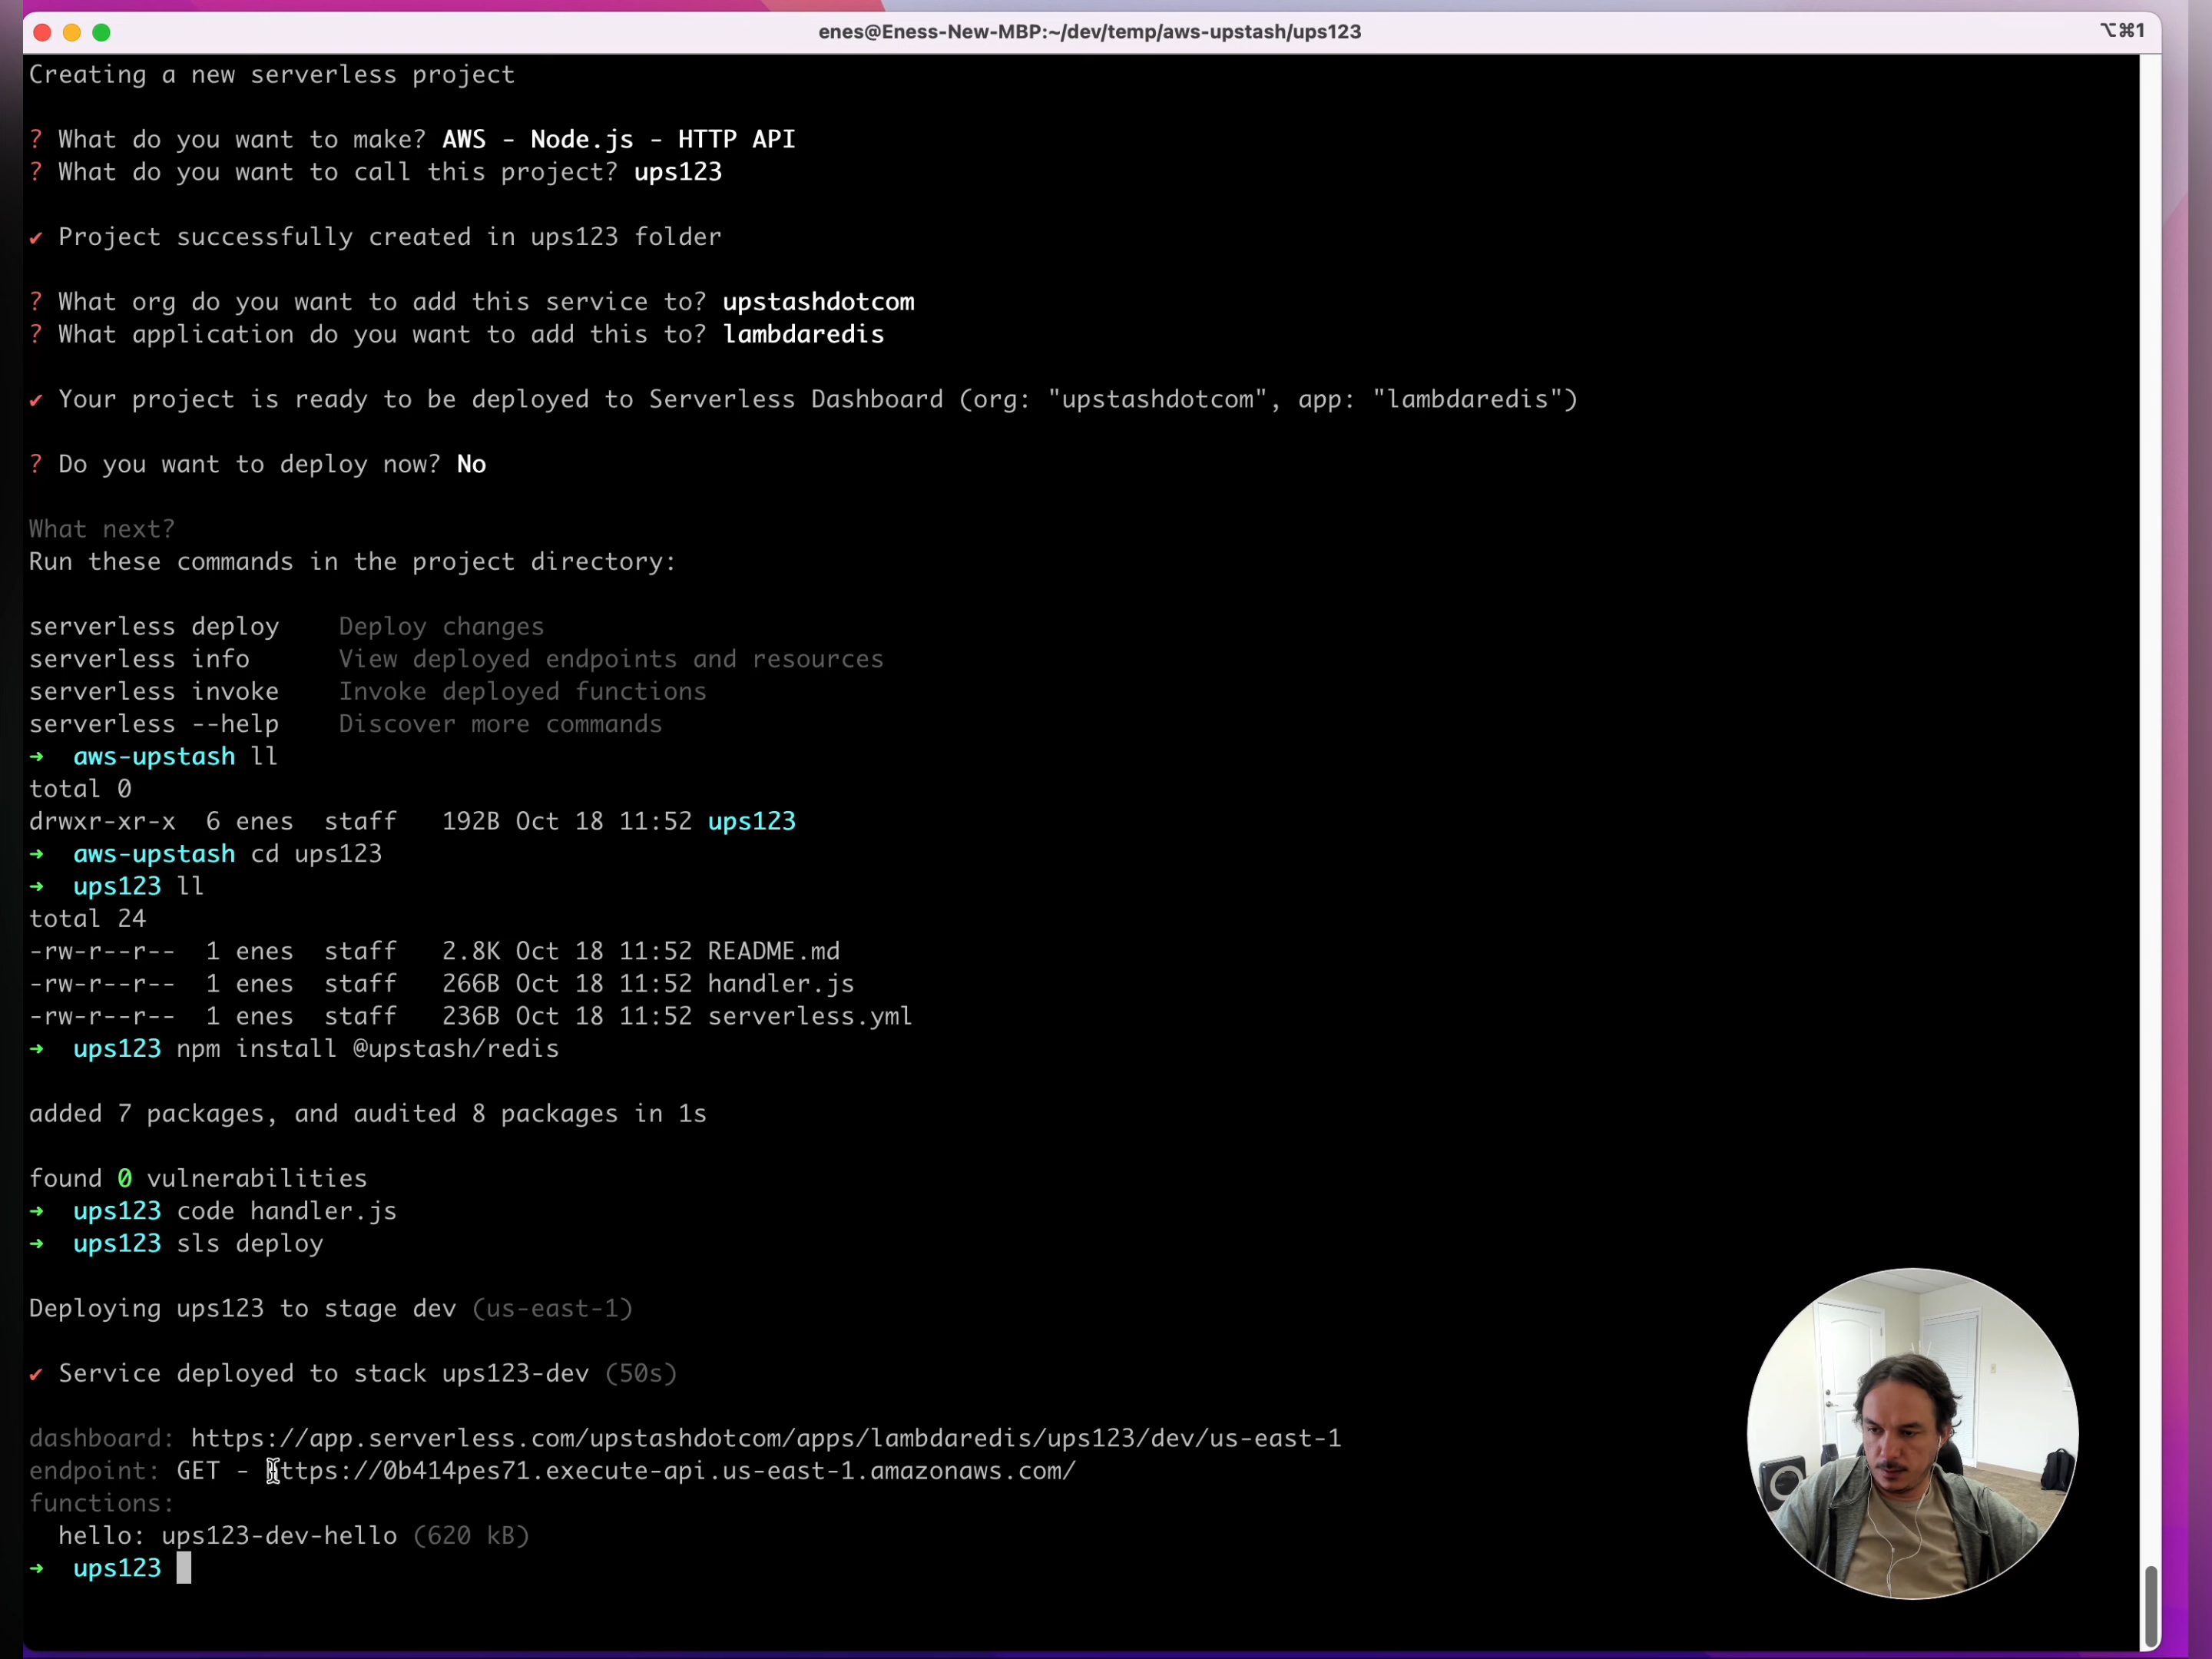 enes@Eness-New-MBP:~/dev/temp/aws-upstash/ups123
⌥⌘1
Creating a new serverless project
? What do you want to make? AWS - Node.js - HTTP API
? What do you want to call this project? ups123
✔ Project successfully created in ups123 folder
? What org do you want to add this service to? upstashdotcom
? What application do you want to add this to? lambdaredis
✔ Your project is ready to be deployed to Serverless Dashboard (org: "upstashdotcom", app: "lambdaredis")
? Do you want to deploy now? No
What next?
Run these commands in the project directory:
serverless deploy    Deploy changes
serverless info      View deployed endpoints and resources
serverless invoke    Invoke deployed functions
serverless --help    Discover more commands
➜  aws-upstash ll
total 0
drwxr-xr-x  6 enes  staff   192B Oct 18 11:52 ups123
➜  aws-upstash cd ups123
➜  ups123 ll
total 24
-rw-r--r--  1 enes  staff   2.8K Oct 18 11:52 README.md
-rw-r--r--  1 enes  staff   266B Oct 18 11:52 handler.js
-rw-r--r--  1 enes  staff   236B Oct 18 11:52 serverless.yml
➜  ups123 npm install @upstash/redis
added 7 packages, and audited 8 packages in 1s
found 0 vulnerabilities
➜  ups123 code handler.js
➜  ups123 sls deploy
Deploying ups123 to stage dev (us-east-1)
✔ Service deployed to stack ups123-dev (50s)
dashboard: https://app.serverless.com/upstashdotcom/apps/lambdaredis/ups123/dev/us-east-1
endpoint: GET - https://0b414pes71.execute-api.us-east-1.amazonaws.com/
functions:
  hello: ups123-dev-hello (620 kB)
➜  ups123